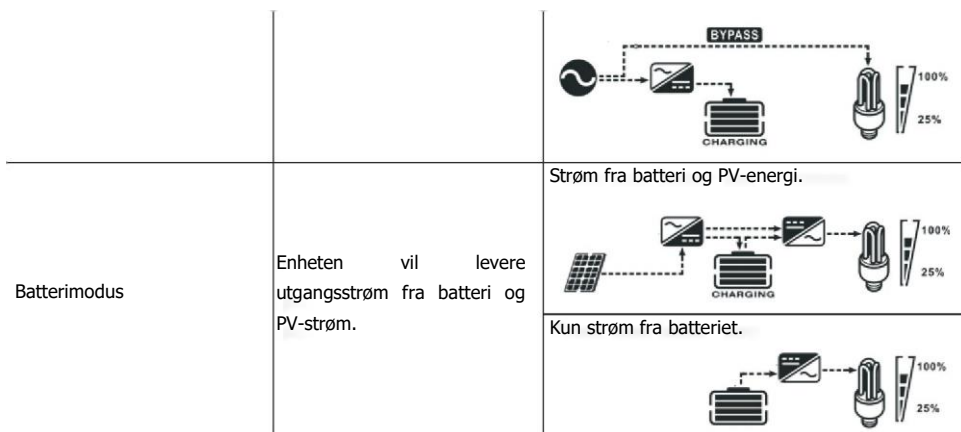 BYPASS
100%
25%
CHARGING
Strøm fra batteri og PV-energi.
100%
25%
CHARGING
Batterimodus
Enheten vil levere
utgangsstrøm fra batteri og
PV-strøm.
Kun strøm fra batteriet.
100%
25%